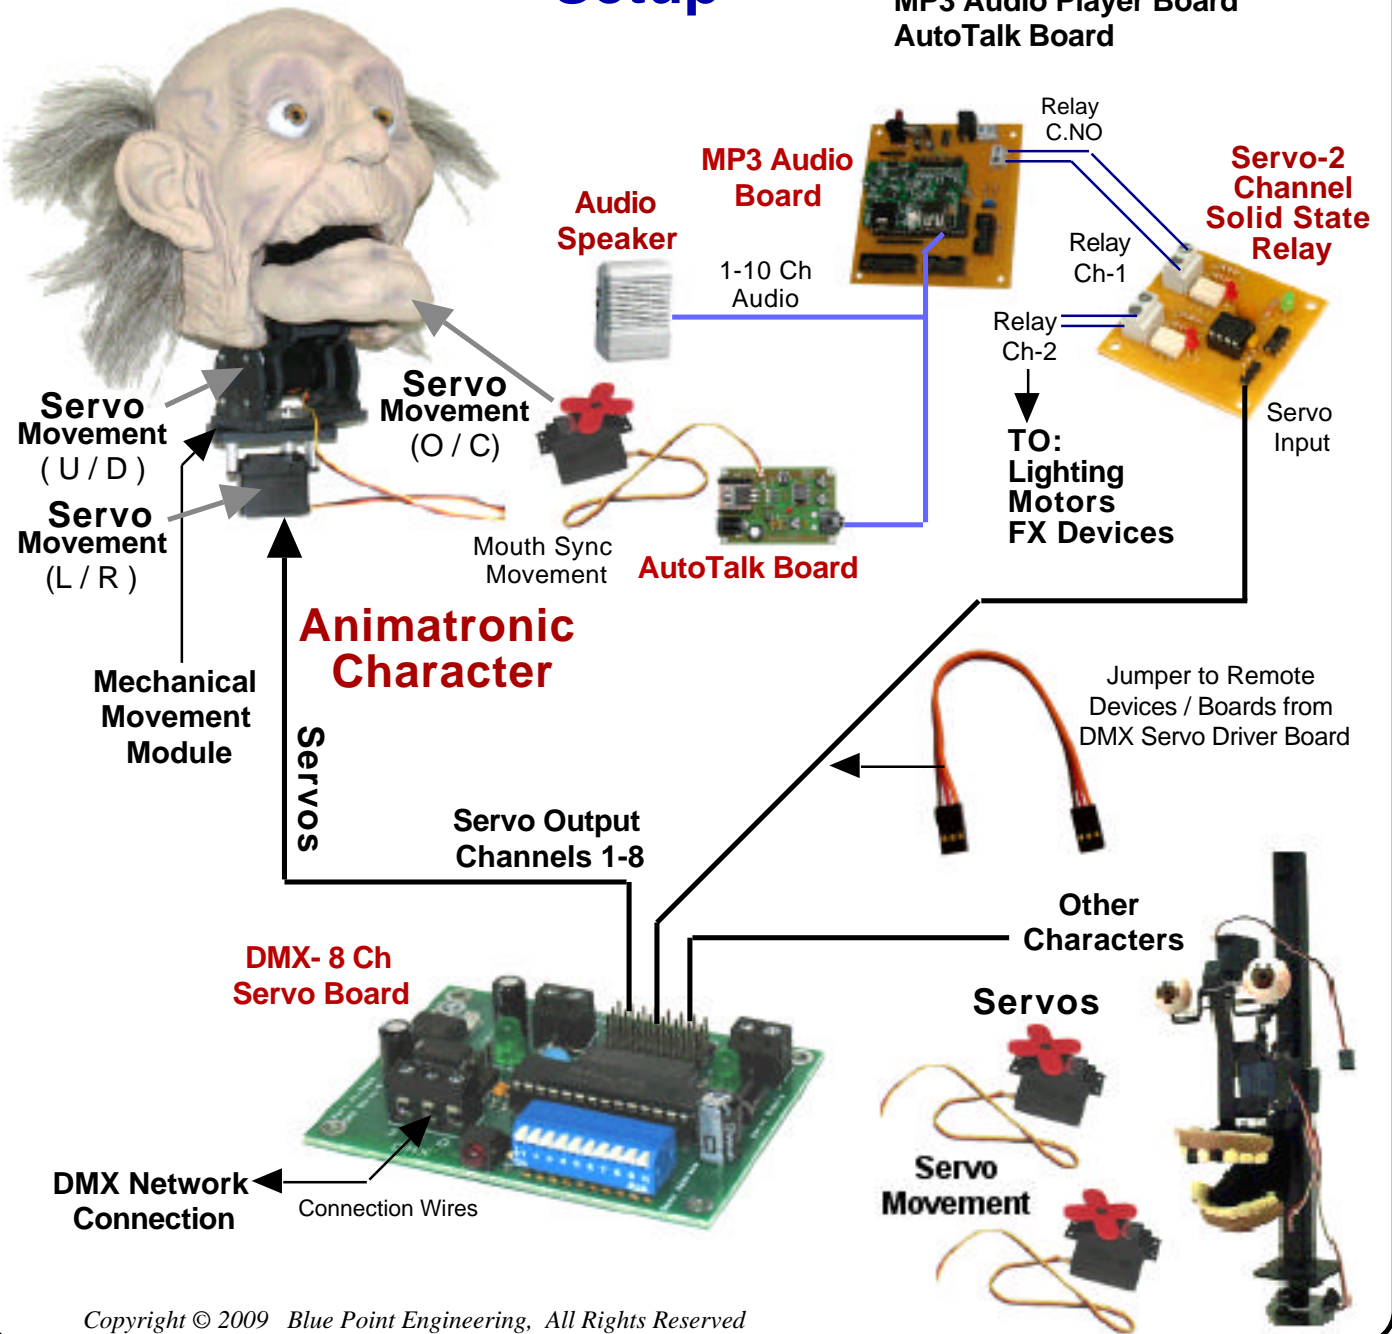 Setup
MP3 Audio Player Board
AutoTalk Board
Relay
C.NO
MP3 Audio
Board
Servo-2
Channel
Solid State
Relay
Audio
Speaker
1-10 Ch
Audio
Relay
Ch-1
Relay
Ch-2
Servo
Input
TO:
Lighting
Motors
FX Devices
Servo
Movement
( U / D )
Servo
Movement
(O / C)
Servo
Movement
(L / R )
Mouth Sync
Movement
AutoTalk Board
Animatronic
Character
Mechanical
Movement
Module
Servos
Jumper to Remote
Devices / Boards from
DMX Servo Driver Board
Servo Output
Channels 1-8
Other
Characters
DMX- 8 Ch
Servo Board
Servos
Servo
Movement
DMX Network
Connection
Connection Wires
Copyright © 2009 Blue Point Engineering, All Rights Reserved